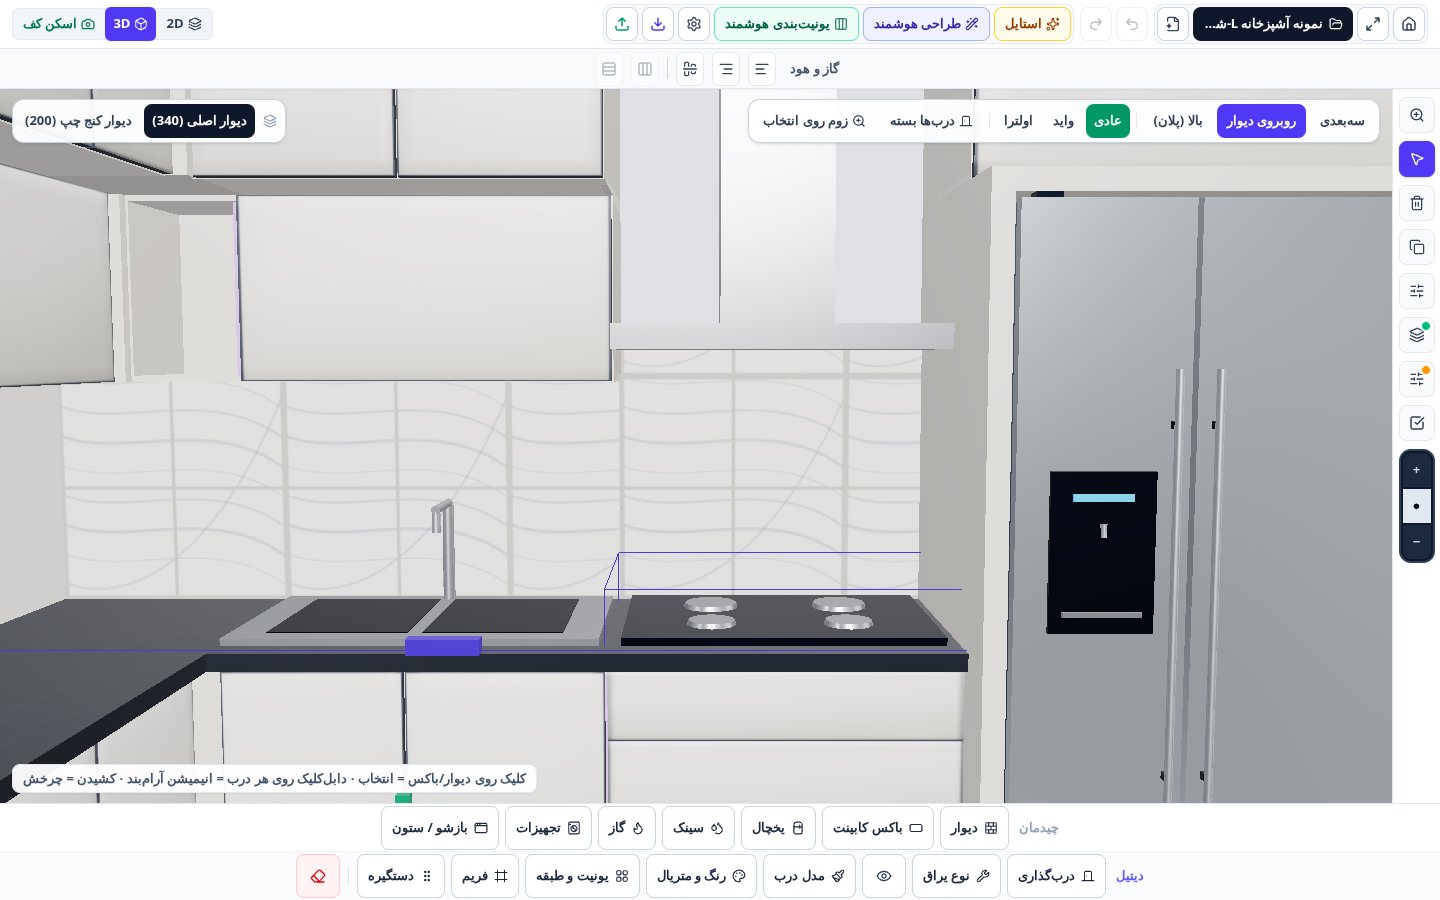 نمونه آشپزخانه L-ش...
استایل
طراحی هوشمند
یونیت‌بندی هوشمند
2D
3D
اسکن کف
گاز و هود
سه‌بعدی
روبروی دیوار
بالا (پلان)
عادی
واید
اولترا
درب‌ها بسته
زوم روی انتخاب
دیوار اصلی (340)
دیوار کنج چپ (200)
+
−
کلیک روی دیوار/باکس = انتخاب · دابل‌کلیک روی هر درب = انیمیشن آرام‌بند · کشیدن = چرخش
چیدمان
دیوار
باکس کابینت
یخچال
سینک
گاز
تجهیزات
بازشو / ستون
دیتیل
درب‌گذاری
نوع یراق
مدل درب
رنگ و متریال
یونیت و طبقه
فریم
دستگیره